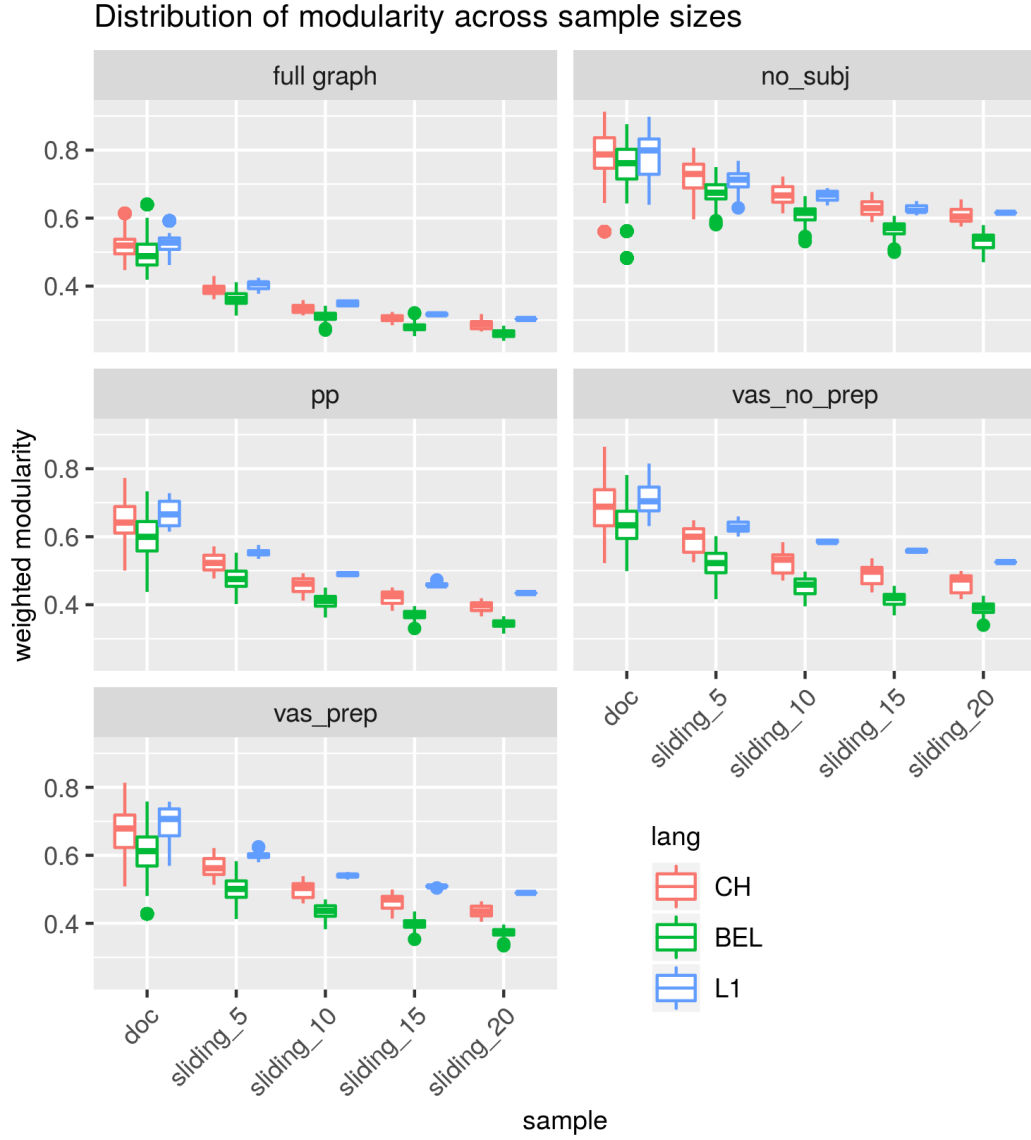 Distribution of modularity across sample sizes
full graph
no_subj
0.8
0.6
0.4
pp
vas_no_prep
0.8
0.6
0.4
doc
sliding_5
sliding_10
sliding_15
sliding_20
vas_prep
0.8
0.6
0.4
doc
sliding_5
sliding_10
sliding_15
sliding_20
weighted modularity
sample
lang
CH
BEL
L1